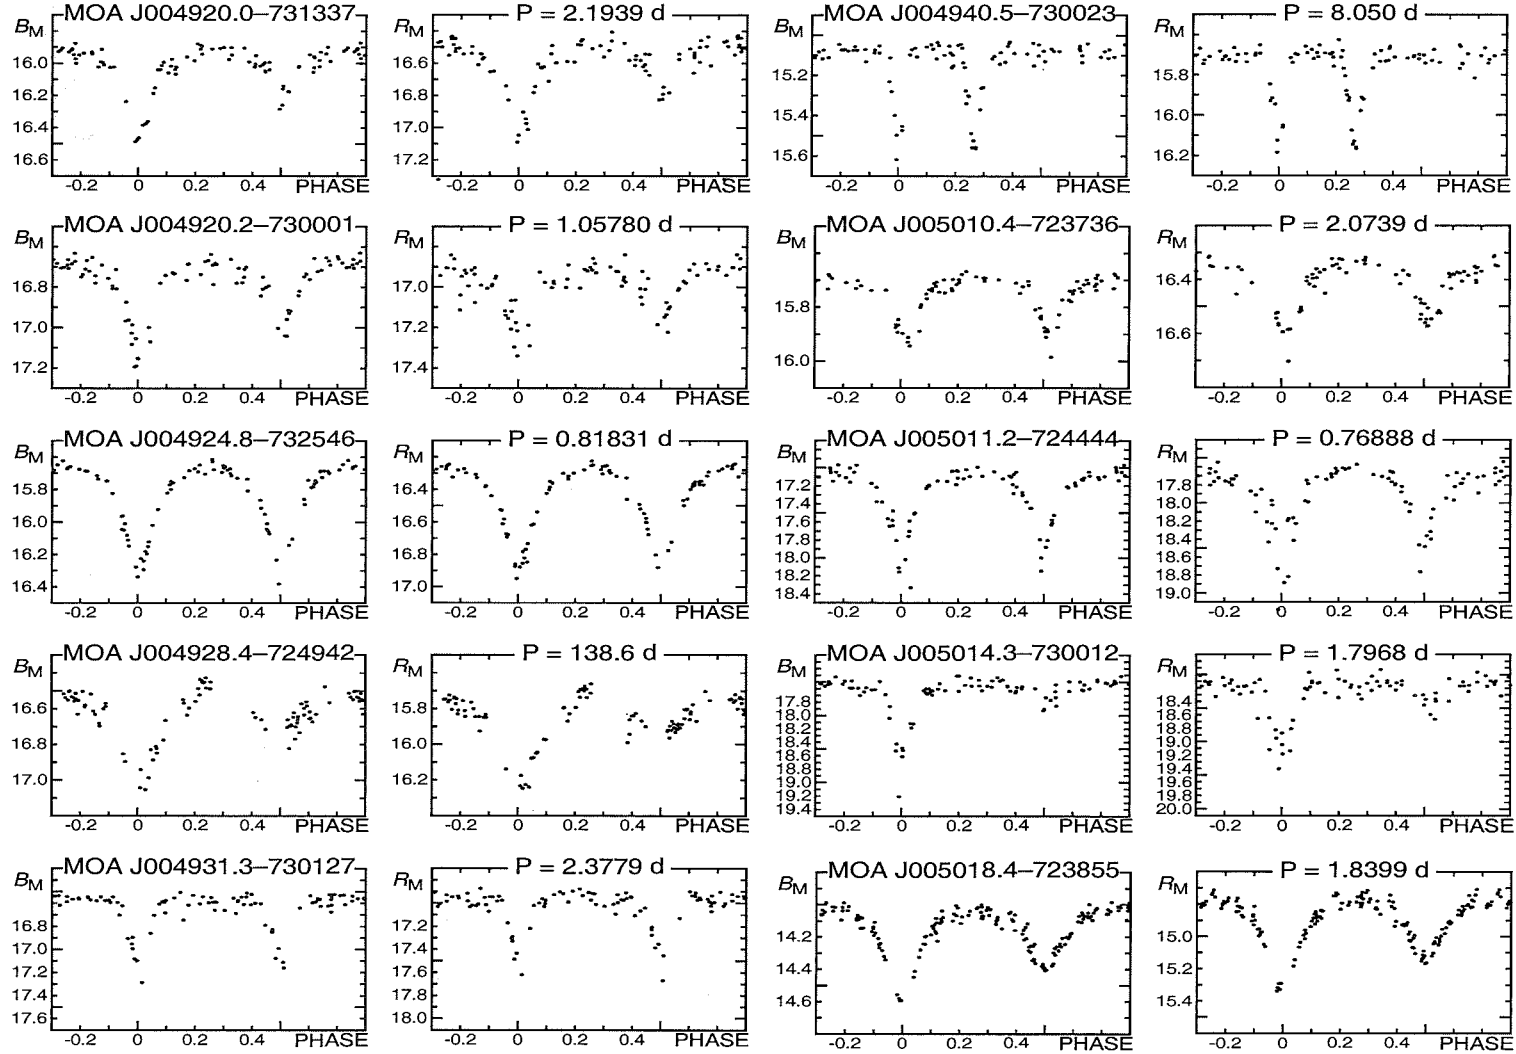 MOA J004920.0–731337
B_M
16.0
16.2
16.4
16.6
-0.2 0 0.2 0.4 PHASE
P = 2.1939 d
R_M
16.6
16.8
17.0
17.2
-0.2 0 0.2 0.4 PHASE
MOA J004940.5–730023
B_M
15.2
15.4
15.6
-0.2 0 0.2 0.4 PHASE
P = 8.050 d
R_M
15.8
16.0
16.2
-0.2 0 0.2 0.4 PHASE
MOA J004920.2–730001
B_M
16.8
17.0
17.2
-0.2 0 0.2 0.4 PHASE
P = 1.05780 d
R_M
17.0
17.2
17.4
-0.2 0 0.2 0.4 PHASE
MOA J005010.4–723736
B_M
15.8
16.0
-0.2 0 0.2 0.4 PHASE
P = 2.0739 d
R_M
16.4
16.6
-0.2 0 0.2 0.4 PHASE
MOA J004924.8–732546
B_M
15.8
16.0
16.2
16.4
-0.2 0 0.2 0.4 PHASE
P = 0.81831 d
R_M
16.4
16.6
16.8
17.0
-0.2 0 0.2 0.4 PHASE
MOA J005011.2–724444
B_M
17.2
17.4
17.6
17.8
18.0
18.2
18.4
-0.2 0 0.2 0.4 PHASE
P = 0.76888 d
R_M
17.8
18.0
18.2
18.4
18.6
18.8
19.0
-0.2 0 0.2 0.4 PHASE
MOA J004928.4–724942
B_M
16.6
16.8
17.0
-0.2 0 0.2 0.4 PHASE
P = 138.6 d
R_M
15.8
16.0
16.2
-0.2 0 0.2 0.4 PHASE
MOA J005014.3–730012
B_M
17.8
18.0
18.2
18.4
18.6
18.8
19.0
19.2
19.4
-0.2 0 0.2 0.4 PHASE
P = 1.7968 d
R_M
18.4
18.6
18.8
19.0
19.2
19.4
19.6
19.8
20.0
-0.2 0 0.2 0.4 PHASE
MOA J004931.3–730127
B_M
16.8
17.0
17.2
17.4
17.6
-0.2 0 0.2 0.4 PHASE
P = 2.3779 d
R_M
17.2
17.4
17.6
17.8
18.0
-0.2 0 0.2 0.4 PHASE
MOA J005018.4–723855
B_M
14.2
14.4
14.6
-0.2 0 0.2 0.4 PHASE
P = 1.8399 d
R_M
15.0
15.2
15.4
-0.2 0 0.2 0.4 PHASE